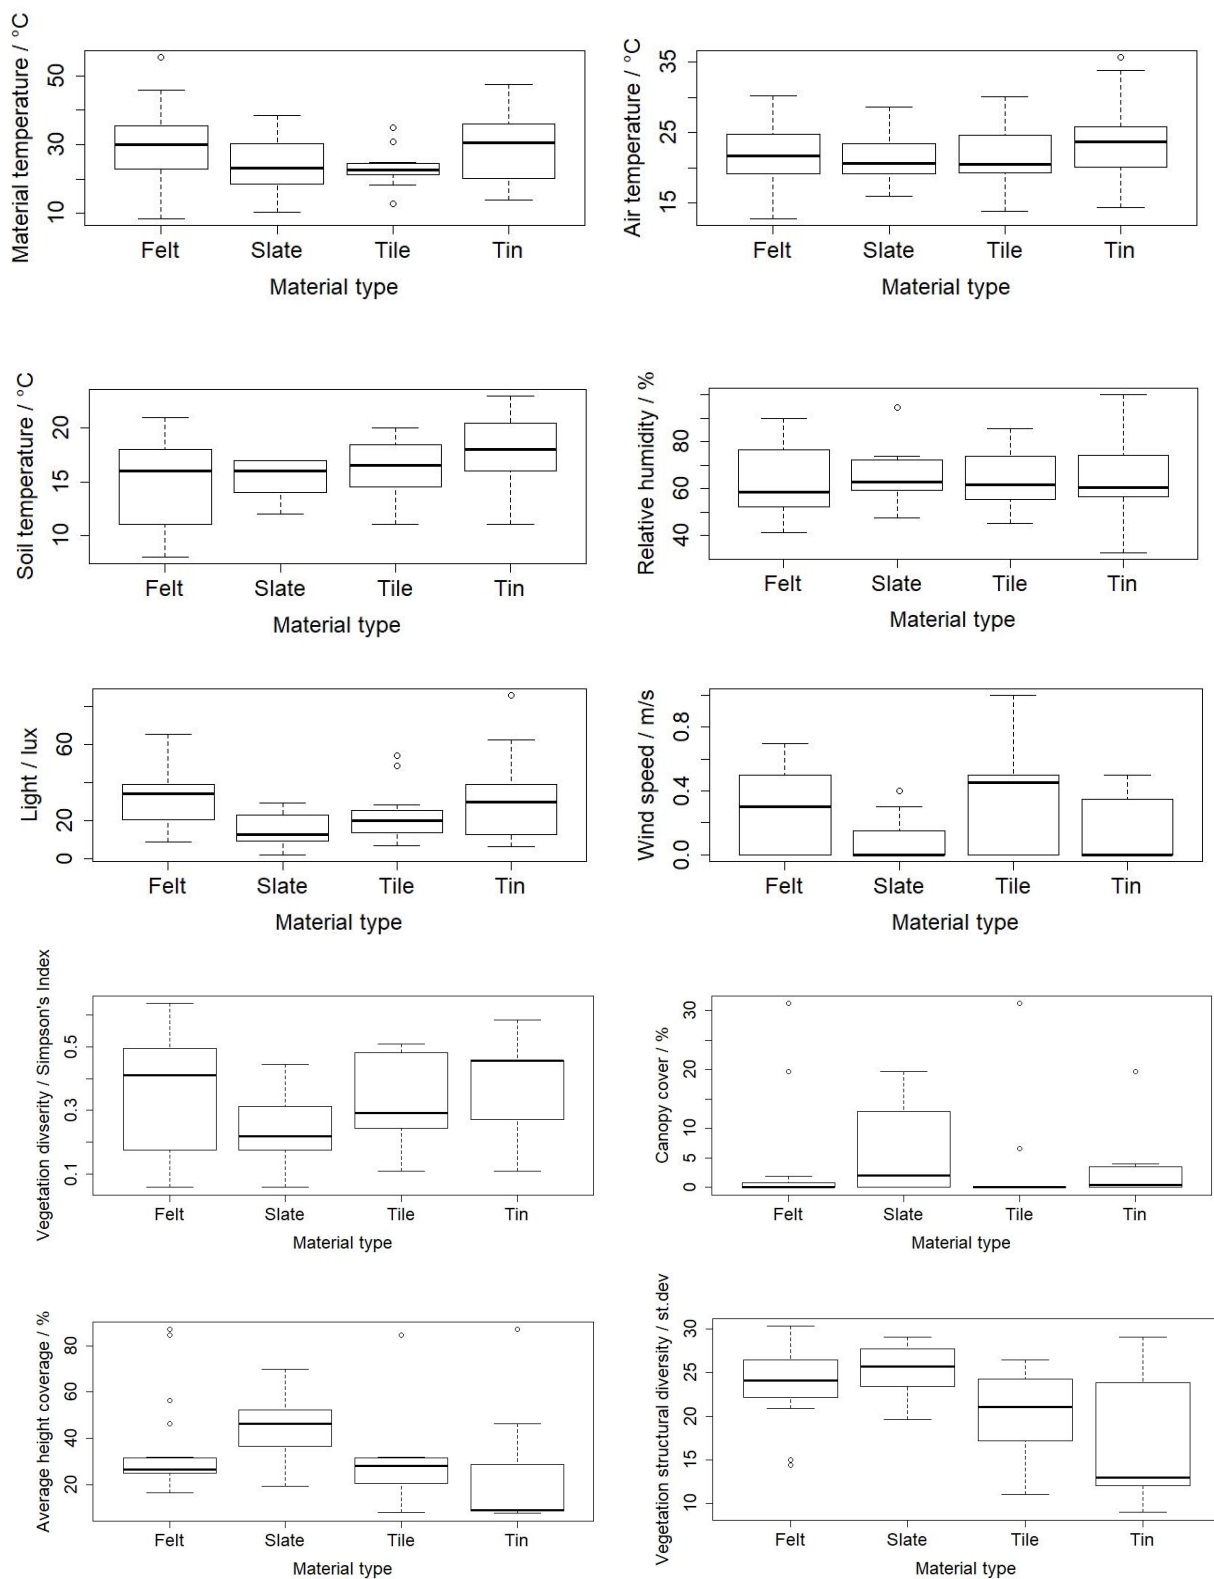 Material temperature / °C
50
30
10
Felt Slate Tile Tin
Material type
Air temperature / °C
35
25
15
Felt Slate Tile Tin
Material type
Soil temperature / °C
20
15
10
Felt Slate Tile Tin
Material type
Relative humidity / %
80
60
40
Felt Slate Tile Tin
Material type
Light / lux
60
20
0
Felt Slate Tile Tin
Material type
Wind speed / m/s
0.8
0.4
0.0
Felt Slate Tile Tin
Material type
Vegetation divserity / Simpson's Index
0.5
0.3
0.1
Felt Slate Tile Tin
Material type
Canopy cover / %
30
20
10
5
0
Felt Slate Tile Tin
Material type
Average height coverage / %
80
60
40
20
Felt Slate Tile Tin
Material type
Vegetation structural diversity / st.dev
30
25
20
15
10
Felt Slate Tile Tin
Material type